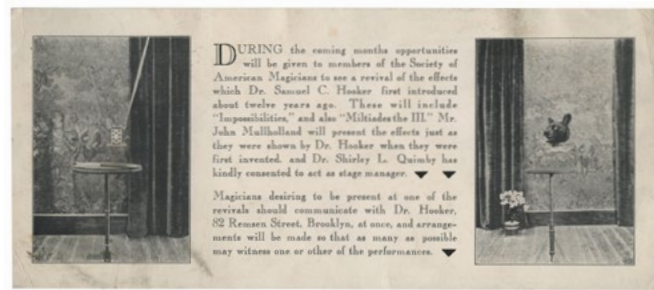 DURING the coming months opportunities
will be given to members of the Society of
American Magicians to see a revival of the effects
which Dr. Samuel C. Hooker first introduced
about twelve years ago. These will include
"Impossibilities," and also "Miltiades the III." Mr.
John Mullholland will present the effects just as
they were shown by Dr. Hooker when they were
first invented, and Dr. Shirley L. Quimby has
kindly consented to act as stage manager.
Magicians desiring to be present at one of the
revivals should communicate with Dr. Hooker,
82 Remsen Street, Brooklyn, at once, and arrange-
ments will be made so that as many as possible
may witness one or other of the performances.